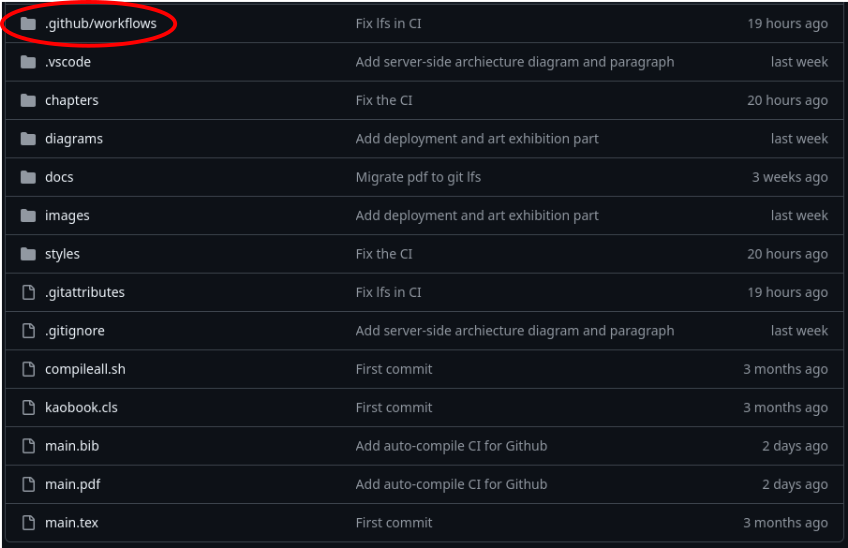 .github/workflows Fix lfs in CI 19 hours ago
.vscode Add server-side archiecture diagram and paragraph last week
chapters Fix the CI 20 hours ago
diagrams Add deployment and art exhibition part last week
docs Migrate pdf to git lfs 3 weeks ago
images Add deployment and art exhibition part last week
styles Fix the CI 20 hours ago
.gitattributes Fix lfs in CI 19 hours ago
.gitignore Add server-side archiecture diagram and paragraph last week
compileall.sh First commit 3 months ago
kaobook.cls First commit 3 months ago
main.bib Add auto-compile CI for Github 2 days ago
main.pdf Add auto-compile CI for Github 2 days ago
main.tex First commit 3 months ago